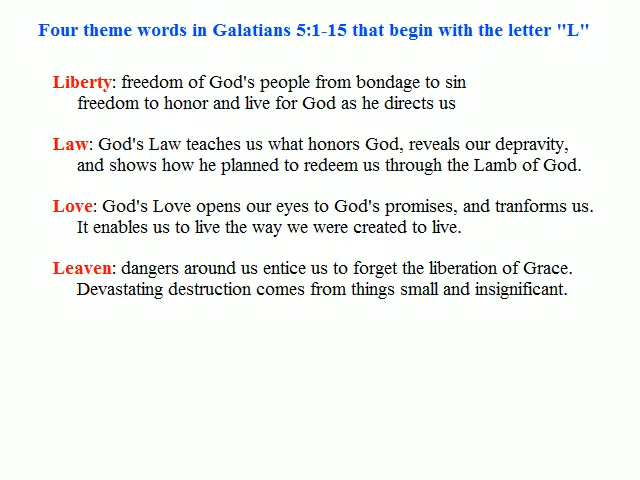 Four theme words in Galatians 5:1-15 that begin with the letter "L"
Liberty: freedom of God's people from bondage to sin
freedom to honor and live for God as he directs us
Law: God's Law teaches us what honors God, reveals our depravity,
and shows how he planned to redeem us through the Lamb of God.
Love: God's Love opens our eyes to God's promises, and tranforms us.
It enables us to live the way we were created to live.
Leaven: dangers around us entice us to forget the liberation of Grace.
Devastating destruction comes from things small and insignificant.